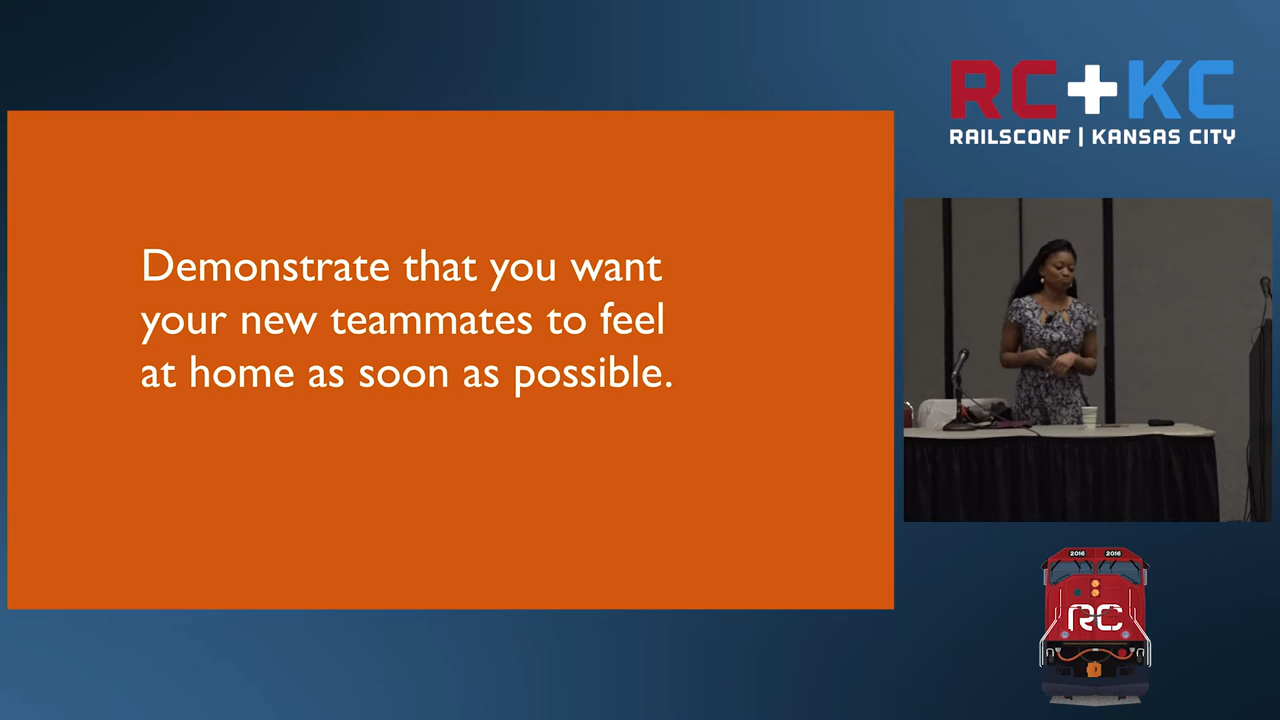 RC+KC
RAILSCONF | KANSAS CITY
Demonstrate that you want
your new teammates to feel
at home as soon as possible.
2016 2016
RC